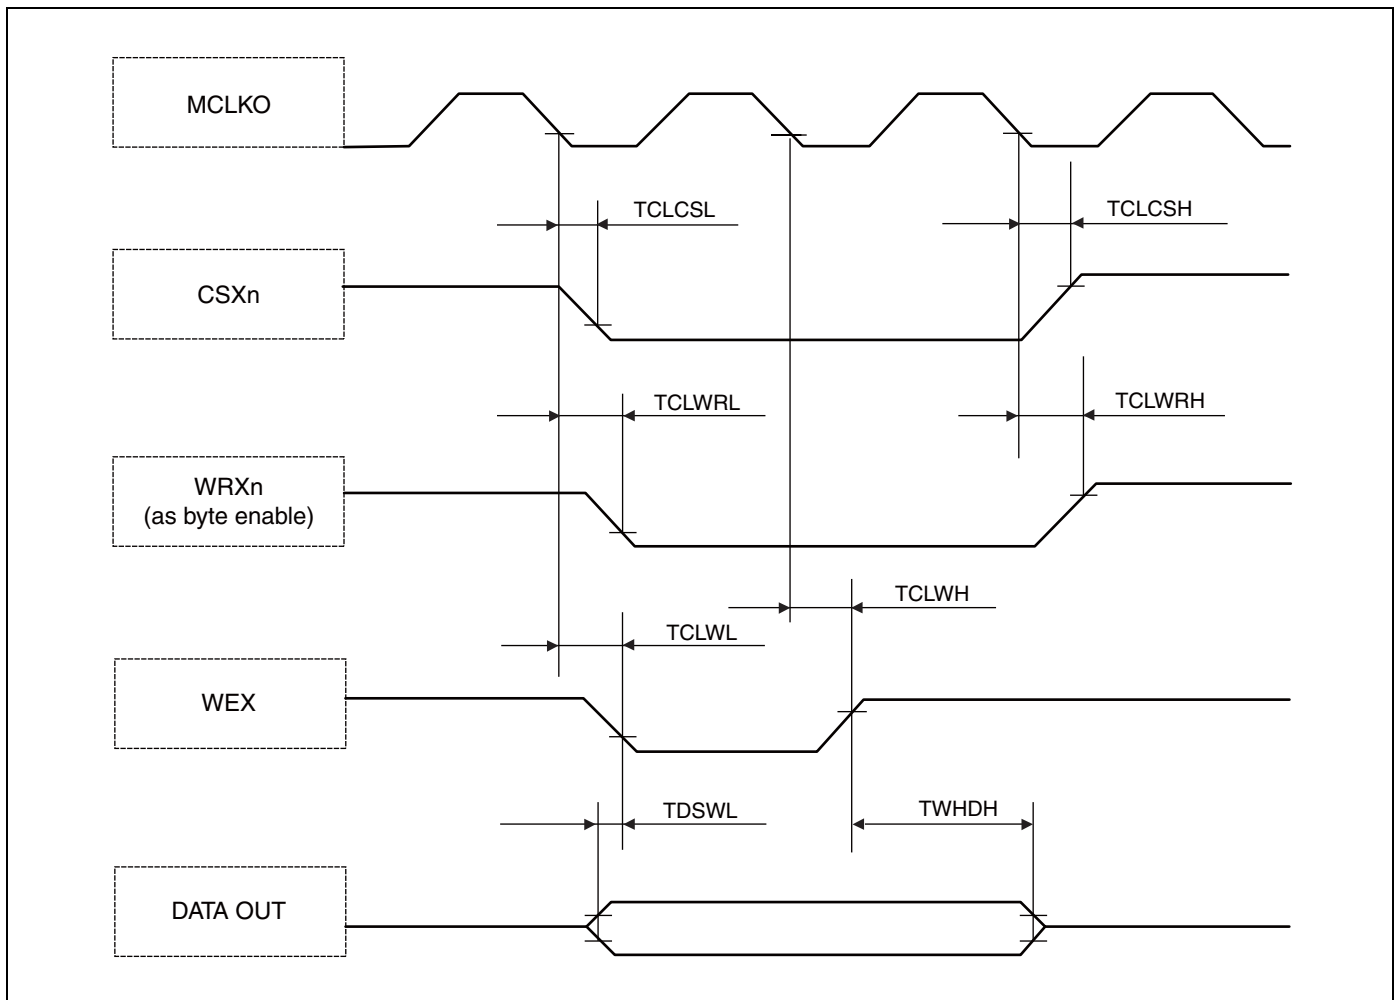 MCLKO
TCLCSL
TCLCSH
CSXn
TCLWRL
TCLWRH
WRXn
(as byte enable)
TCLWH
TCLWL
WEX
TDSWL
TWHDH
DATA OUT